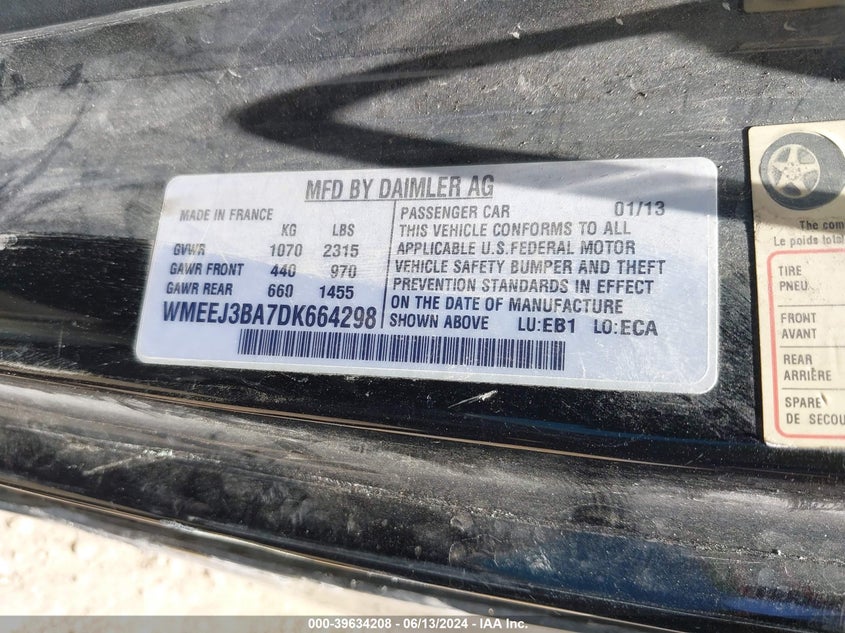 MFD BY DAIMLER AG
MADE IN FRANCE
KG LBS
GVWR 1070 2315
GAWR FRONT 440 970
GAWR REAR 660 1455
WMEEJ3BA7DK664298
PASSENGER CAR 01/13
THIS VEHICLE CONFORMS TO ALL
APPLICABLE U.S.FEDERAL MOTOR
VEHICLE SAFETY BUMPER AND THEFT
PREVENTION STANDARDS IN EFFECT
ON THE DATE OF MANUFACTURE
SHOWN ABOVE LU:EB1 LO:ECA
The
Le poids
TIRE
PNEU
FRONT
AVANT
REAR
ARRIÈRE
SPARE
DE
000-39634208 - 06/13/2024 - IAA Inc.